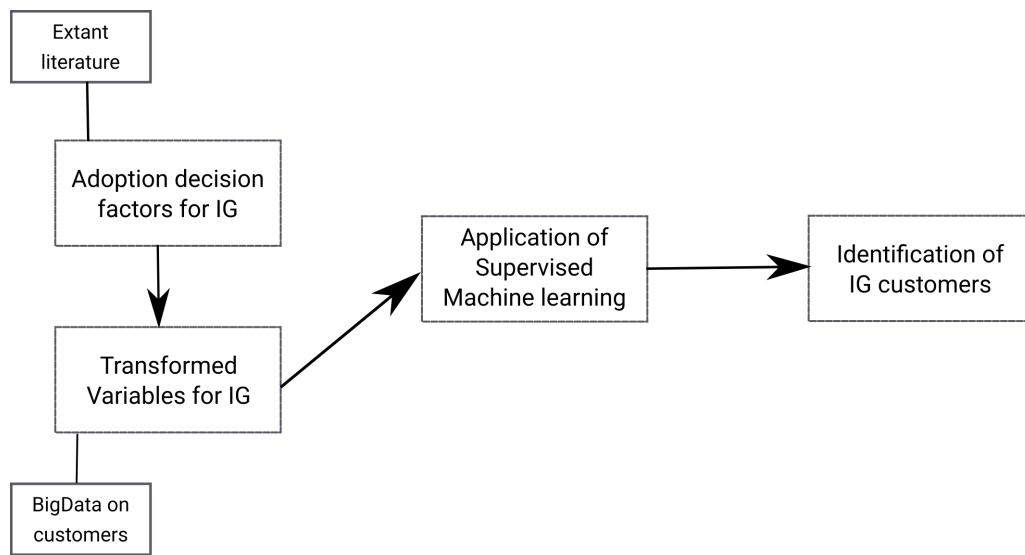 Extant
literature
Adoption decision
factors for IG
Transformed
Variables for IG
BigData on
customers
Application of
Supervised
Machine learning
Identification of
IG customers